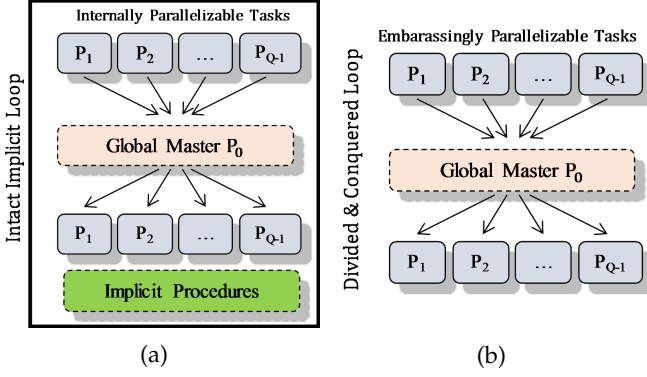 Internally Parallelizable Tasks
P1 P2 … PQ-1
Global Master P0
P1 P2 … PQ-1
Implicit Procedures
Intact Implicit Loop
(a)
Embarassingly Parallelizable Tasks
P1 P2 … PQ-1
Global Master P0
P1 P2 … PQ-1
Divided & Conquered Loop
(b)